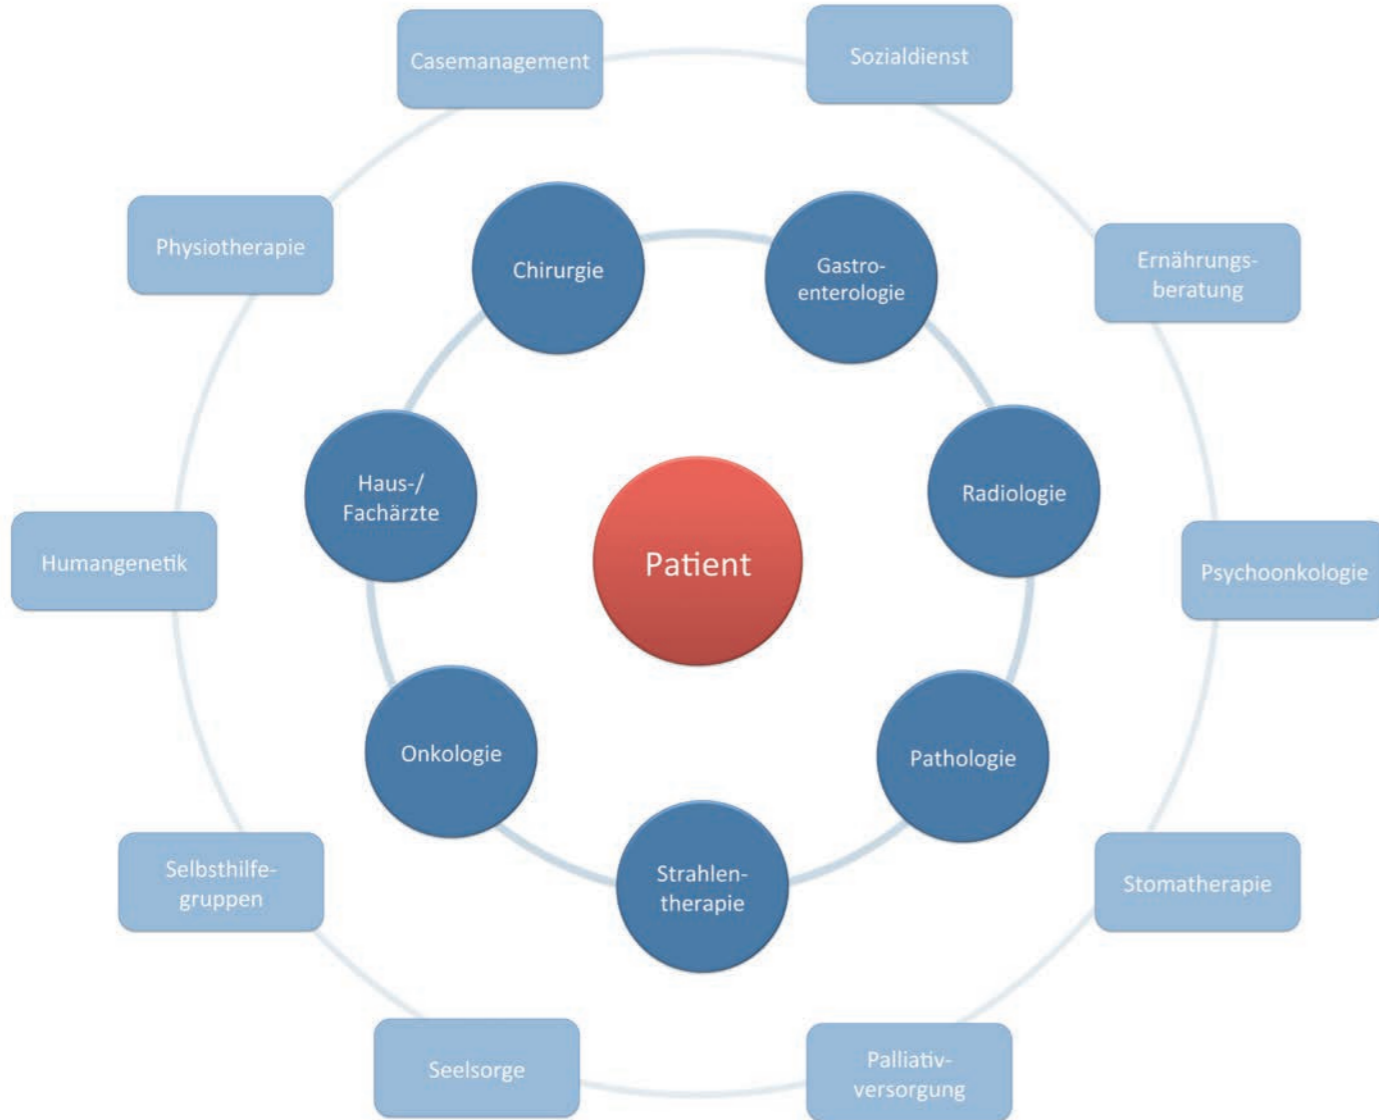 Casemanagement
Sozialdienst
Physiotherapie
Chirurgie
Gastro-
enterologie
Ernährungs-
beratung
Haus-/
Fachärzte
Radiologie
Patient
Humangenetik
Psychoonkologie
Onkologie
Pathologie
Selbsthilfe-
gruppen
Strahlen-
therapie
Stomatherapie
Seelsorge
Palliativ-
versorgung